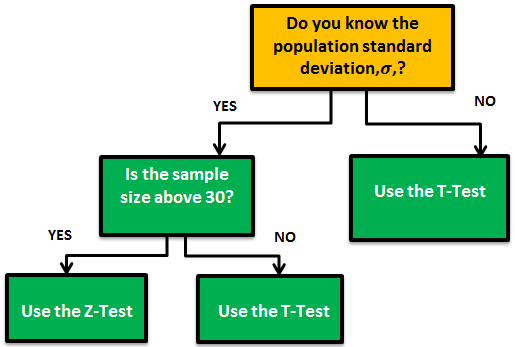 Do you know the
population standard
deviation,σ,?
YES
NO
Is the sample
size above 30?
Use the T-Test
YES
NO
Use the Z-Test
Use the T-Test